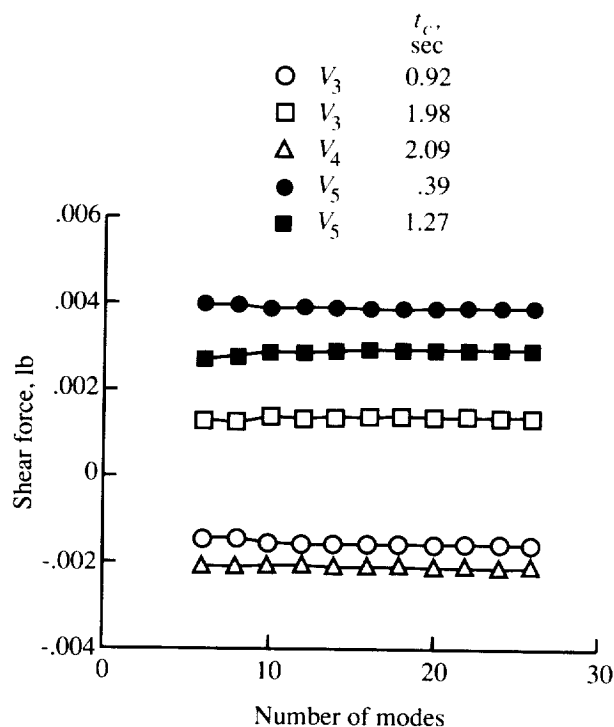 t_c,
sec
V_3 0.92
V_3 1.98
V_4 2.09
V_5 .39
V_5 1.27
.006
.004
.002
0
-.002
-.004
Shear force, lb
0 10 20 30
Number of modes